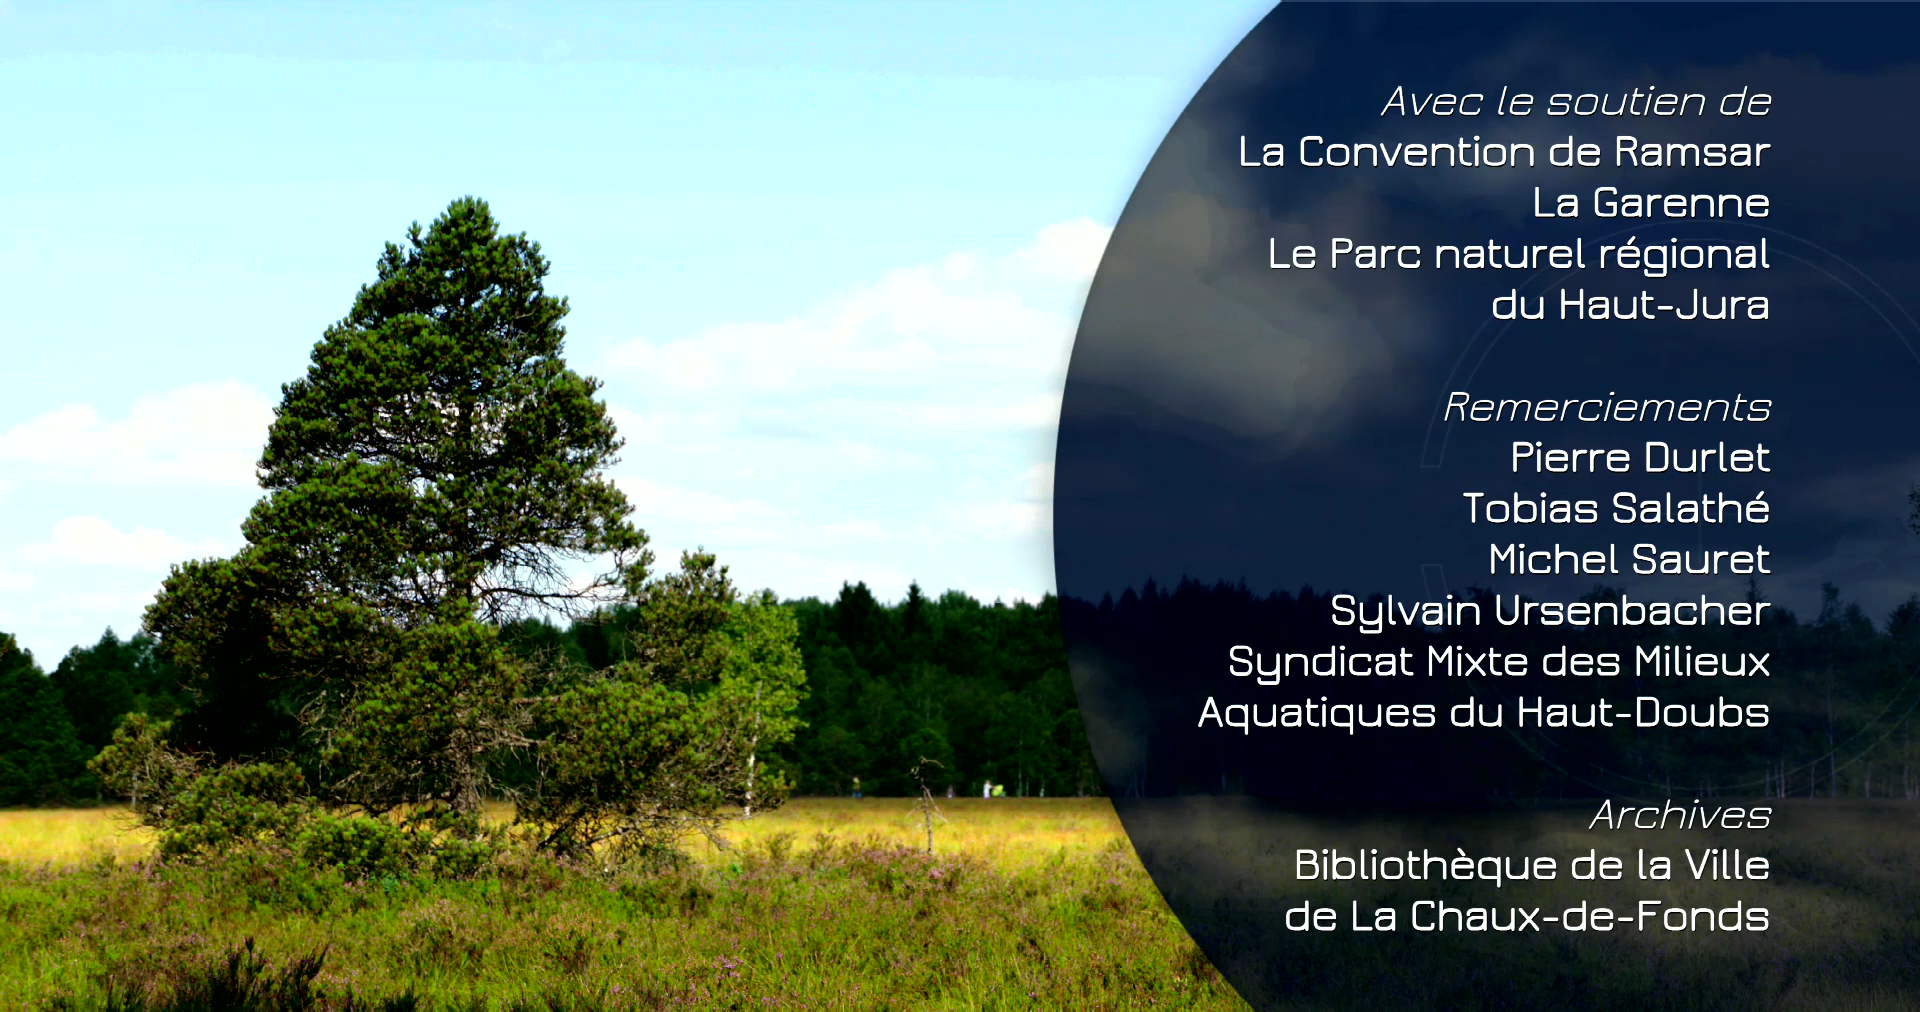 Avec le soutien de
La Convention de Ramsar
La Garenne
Le Parc naturel régional
du Haut-Jura
Remerciements
Pierre Durlet
Tobias Salathé
Michel Sauret
Sylvain Ursenbacher
Syndicat Mixte des Milieux
Aquatiques du Haut-Doubs
Archives
Bibliothèque de la Ville
de La Chaux-de-Fonds